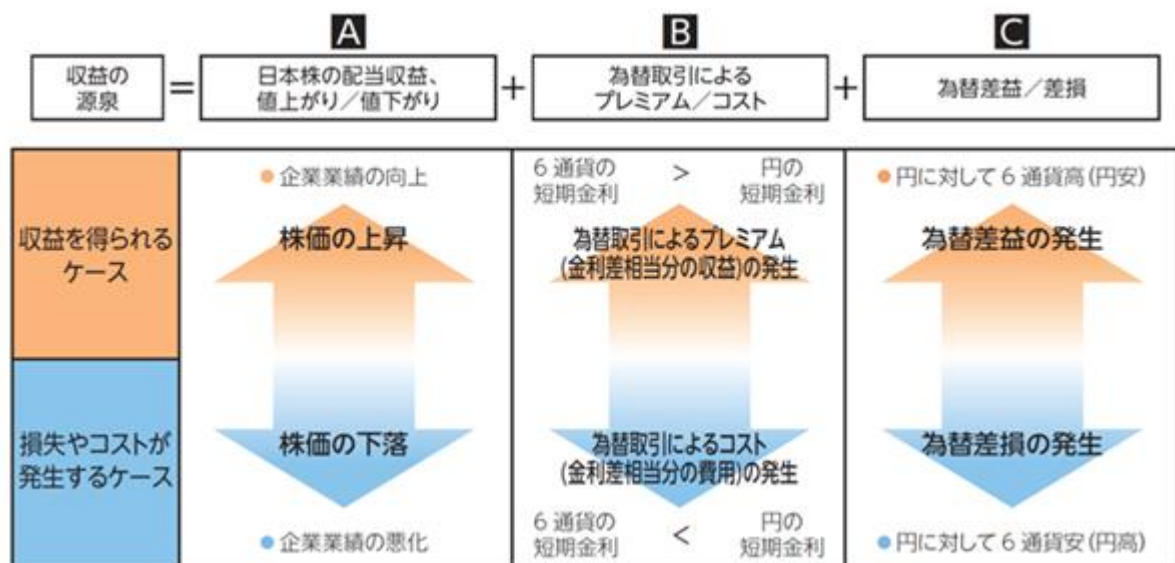 A
B
C
収益の
源泉
=
日本株の配当収益、
値上がり/値下がり
+
為替取引による
プレミアム/コスト
+
為替差益/差損
収益を得られる
ケース
●企業業績の向上
株価の上昇
6通貨の
短期金利
>
円の
短期金利
為替取引によるプレミアム
(金利差相当分の収益)の発生
●円に対して6通貨高(円安)
為替差益の発生
損失やコストが
発生するケース
株価の下落
●企業業績の悪化
為替取引によるコスト
(金利差相当分の費用)の発生
6通貨の
短期金利
<
円の
短期金利
為替差損の発生
●円に対して6通貨安(円高)